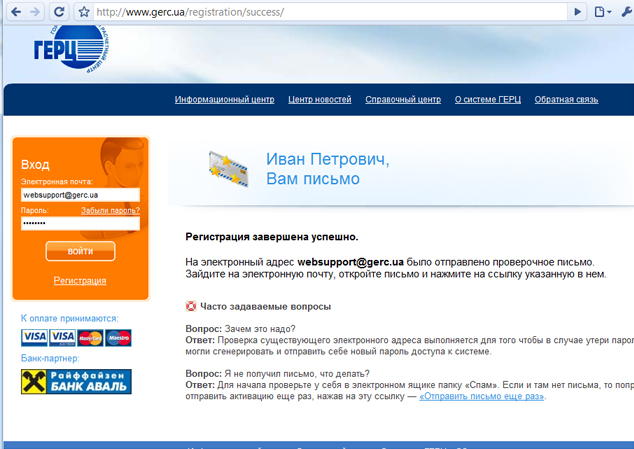 http://www.gerc.ua/registration/success/
ГЕРЦ
Информационный центр Центр новостей Справочный центр О системе ГЕРЦ Обратная связь
Вход
Электронная почта:
websupport@gerc.ua
Пароль: Забыли пароль?
********
ВОЙТИ
Регистрация
К оплате принимаются:
VISA VISA MasterCard Maestro
Банк-партнер:
Райффайзен
БАНК АВАЛЬ
Иван Петрович,
Вам письмо
Регистрация завершена успешно.
На электронный адрес websupport@gerc.ua было отправлено проверочное письмо.
Зайдите на электронную почту, откройте письмо и нажмите на ссылку указанную в нем.
Часто задаваемые вопросы
Вопрос: Зачем это надо?
Ответ: Проверка существующего электронного адреса выполняется для того чтобы в случае утери паро
могли сгенерировать и отправить себе новый пароль доступа к системе.
Вопрос: Я не получил письмо, что делать?
Ответ: Для начала проверьте у себя в электронном ящике папку «Спам». Если и там нет письма, то попр
отправить активацию еще раз, нажав на эту ссылку — «Отправить письмо еще раз».